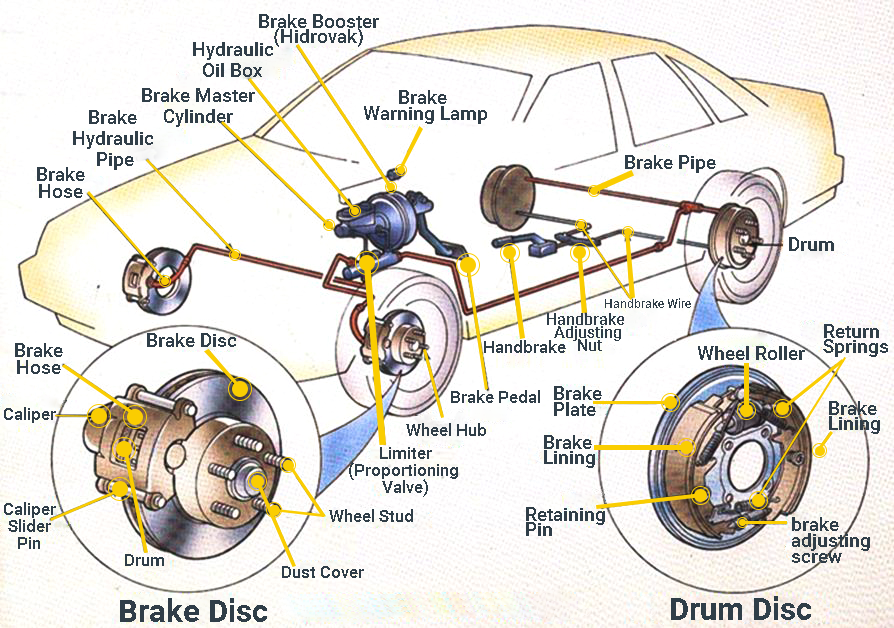 Brake Booster
(Hidrovak)
Hydraulic
Oil Box
Brake Master
Cylinder
Brake
Hydraulic
Pipe
Brake
Hose
Brake
Warning Lamp
Brake Pipe
Drum
Handbrake Wire
Handbrake
Adjusting
Nut
Handbrake
Brake Pedal
Wheel Hub
Limiter
(Proportioning
Valve)
Brake Disc
Brake
Hose
Caliper
Caliper
Slider
Pin
Drum
Dust Cover
Wheel Stud
Brake Disc
Wheel Roller
Return
Springs
Brake
Plate
Brake
Lining
Brake
Lining
Retaining
Pin
brake
adjusting
screw
Drum Disc